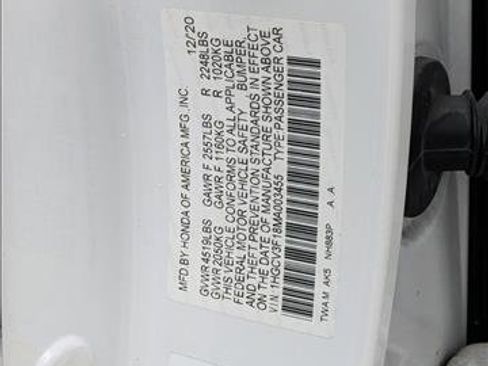 MFD BY HONDA OF AMERICA MFG., INC. 12/20
GVWR 4519LBS GAWR F 2557LBS R 2248LBS
GVWR 2050KG GAWR F 1160KG R 1020KG
THIS VEHICLE CONFORMS TO ALL APPLICABLE
FEDERAL MOTOR VEHICLE SAFETY, BUMPER,
AND THEFT PREVENTION STANDARDS IN EFFECT
ON THE DATE OF MANUFACTURE SHOWN ABOVE.
V.I.N. 1HGCV3F18MA003455 TYPE:PASSENGER CAR
TWAM AK5 NH883P A A